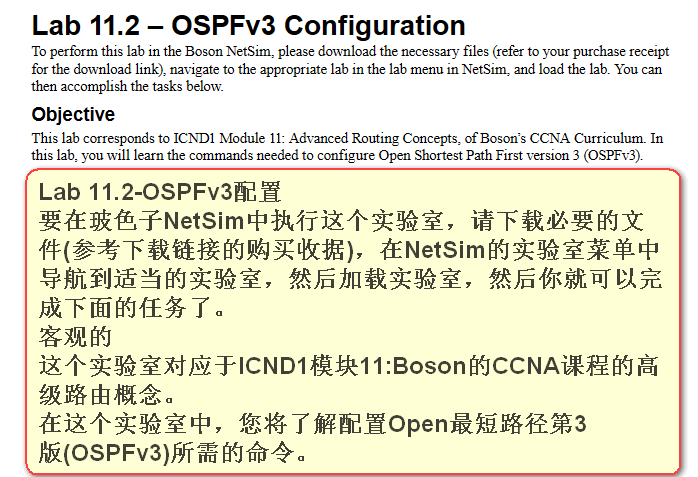 Lab 11.2 – OSPFv3 Configuration
To perform this lab in the Boson NetSim, please download the necessary files (refer to your purchase receipt
for the download link), navigate to the appropriate lab in the lab menu in NetSim, and load the lab. You can
then accomplish the tasks below.
Objective
This lab corresponds to ICND1 Module 11: Advanced Routing Concepts, of Boson’s CCNA Curriculum. In
this lab, you will learn the commands needed to configure Open Shortest Path First version 3 (OSPFv3).
Lab 11.2-OSPFv3配置
要在玻色子NetSim中执行这个实验室，请下载必要的文
件(参考下载链接的购买收据)，在NetSim的实验室菜单中
导航到适当的实验室，然后加载实验室，然后你就可以完
成下面的任务了。
客观的
这个实验室对应于ICND1模块11:Boson的CCNA课程的高
级路由概念。
在这个实验室中，您将了解配置Open最短路径第3
版(OSPFv3)所需的命令。